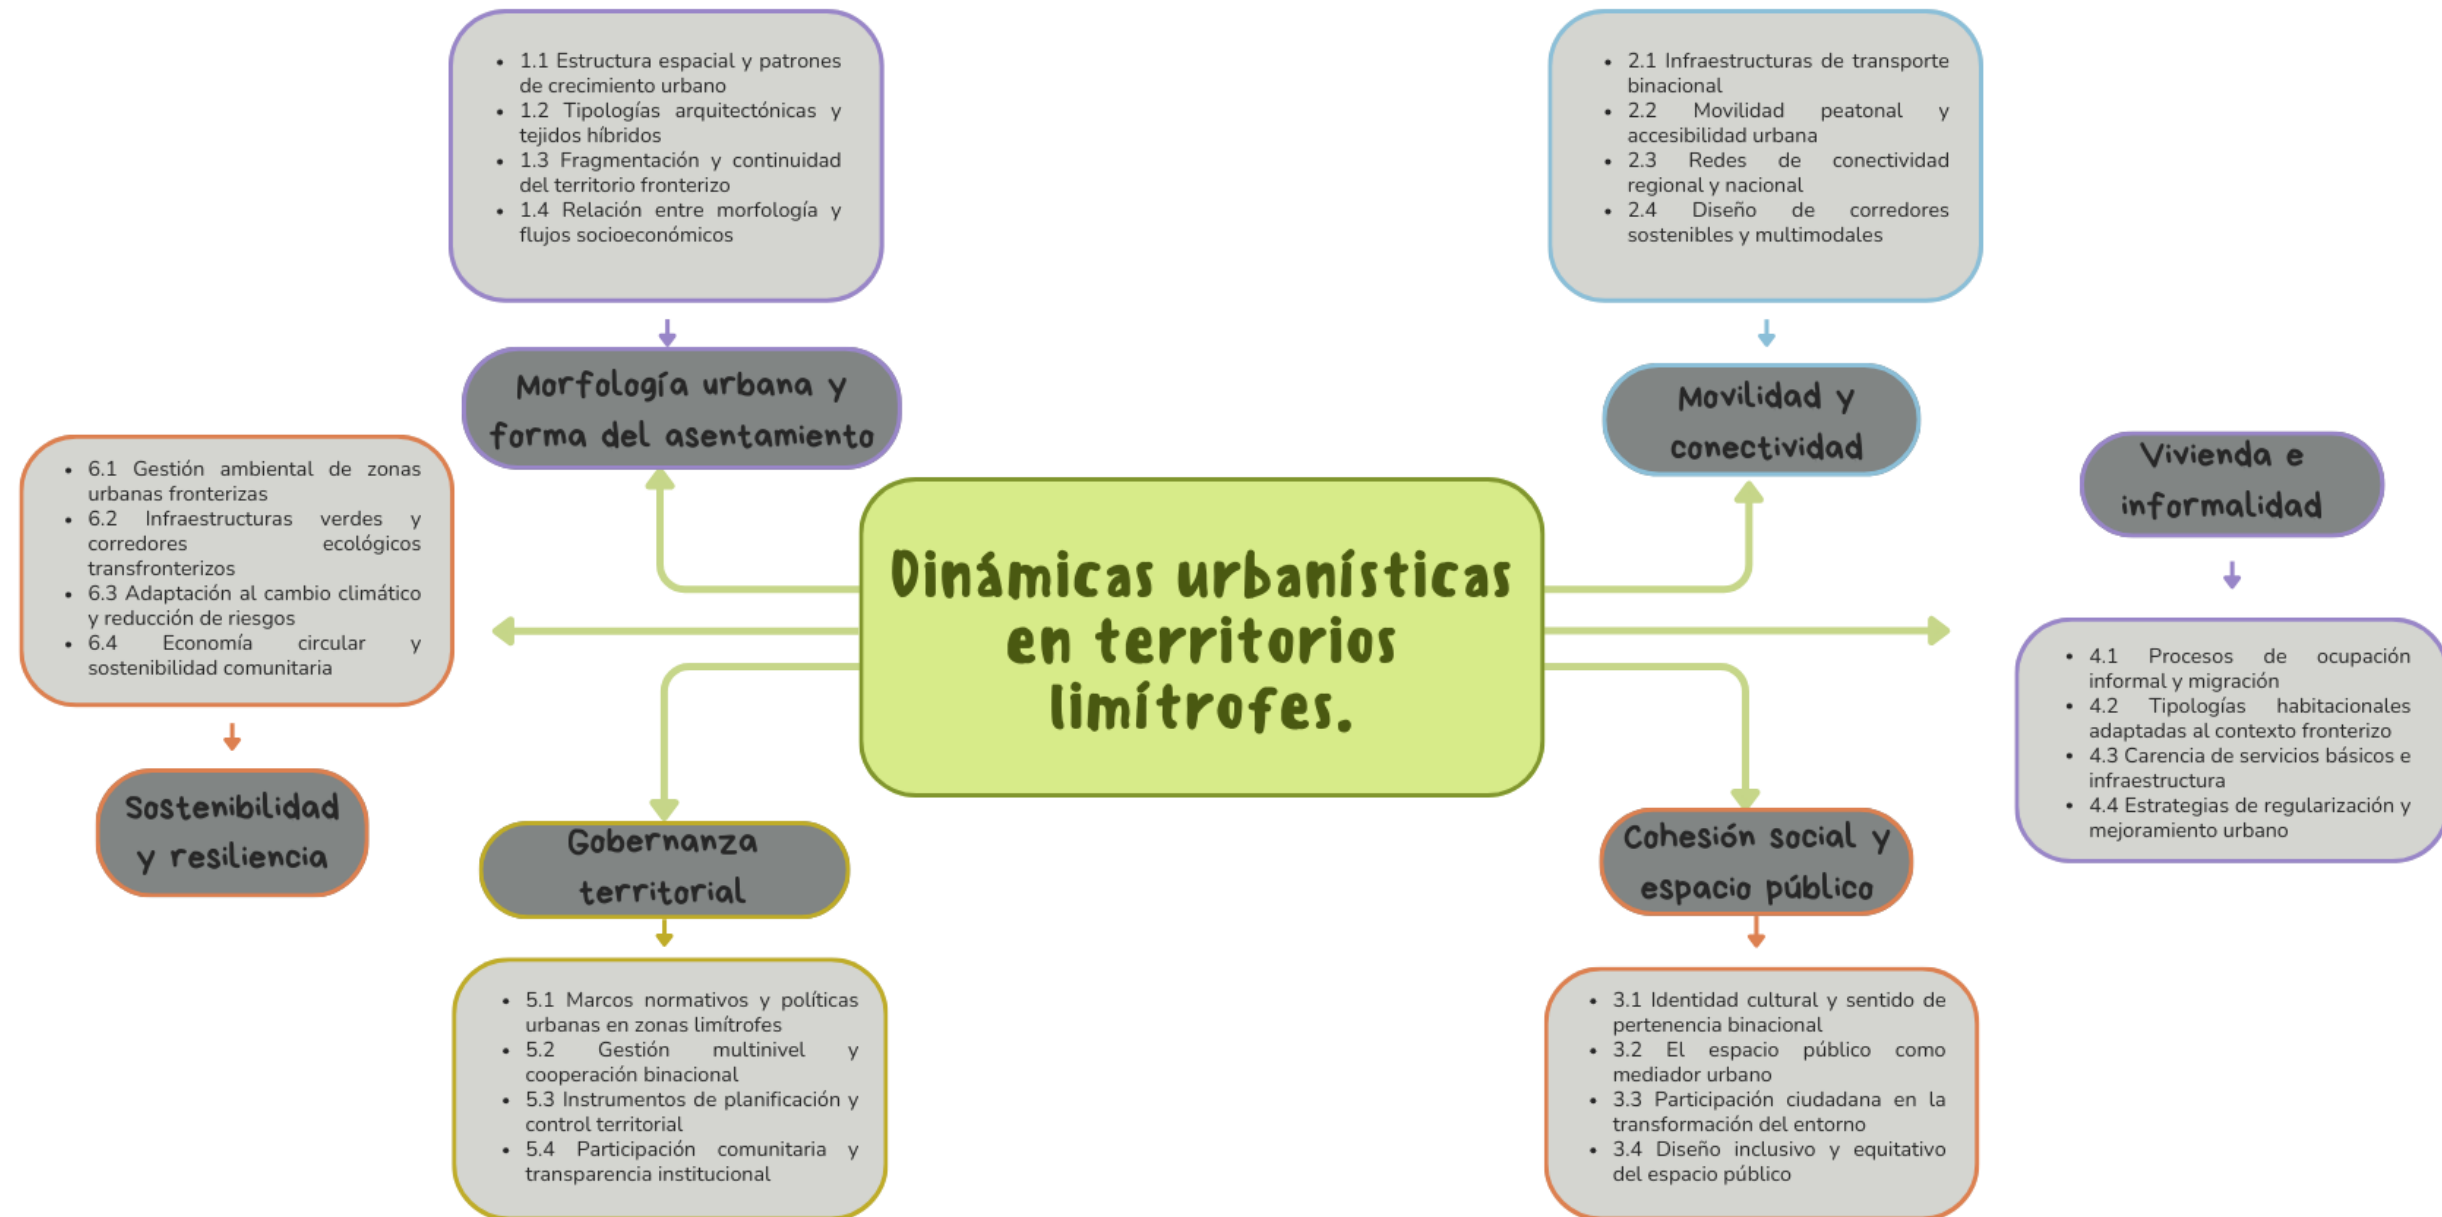 • 1.1 Estructura espacial y patrones
de crecimiento urbano
• 1.2 Tipologías arquitectónicas y
tejidos híbridos
• 1.3 Fragmentación y continuidad
del territorio fronterizo
• 1.4 Relación entre morfología y
flujos socioeconómicos
Morfología urbana y
forma del asentamiento
• 2.1 Infraestructuras de transporte
binacional
• 2.2 Movilidad peatonal y
accesibilidad urbana
• 2.3 Redes de conectividad
regional y nacional
• 2.4 Diseño de corredores
sostenibles y multimodales
Movilidad y
conectividad
• 6.1 Gestión ambiental de zonas
urbanas fronterizas
• 6.2 Infraestructuras verdes y
corredores ecológicos
transfronterizos
• 6.3 Adaptación al cambio climático
y reducción de riesgos
• 6.4 Economía circular y
sostenibilidad comunitaria
Sostenibilidad
y resiliencia
Dinámicas urbanísticas
en territorios
limítrofes.
Vivienda e
informalidad
• 4.1 Procesos de ocupación
informal y migración
• 4.2 Tipologías habitacionales
adaptadas al contexto fronterizo
• 4.3 Carencia de servicios básicos e
infraestructura
• 4.4 Estrategias de regularización y
mejoramiento urbano
Gobernanza
territorial
• 5.1 Marcos normativos y políticas
urbanas en zonas limítrofes
• 5.2 Gestión multinivel y
cooperación binacional
• 5.3 Instrumentos de planificación y
control territorial
• 5.4 Participación comunitaria y
transparencia institucional
Cohesión social y
espacio público
• 3.1 Identidad cultural y sentido de
pertenencia binacional
• 3.2 El espacio público como
mediador urbano
• 3.3 Participación ciudadana en la
transformación del entorno
• 3.4 Diseño inclusivo y equitativo
del espacio público